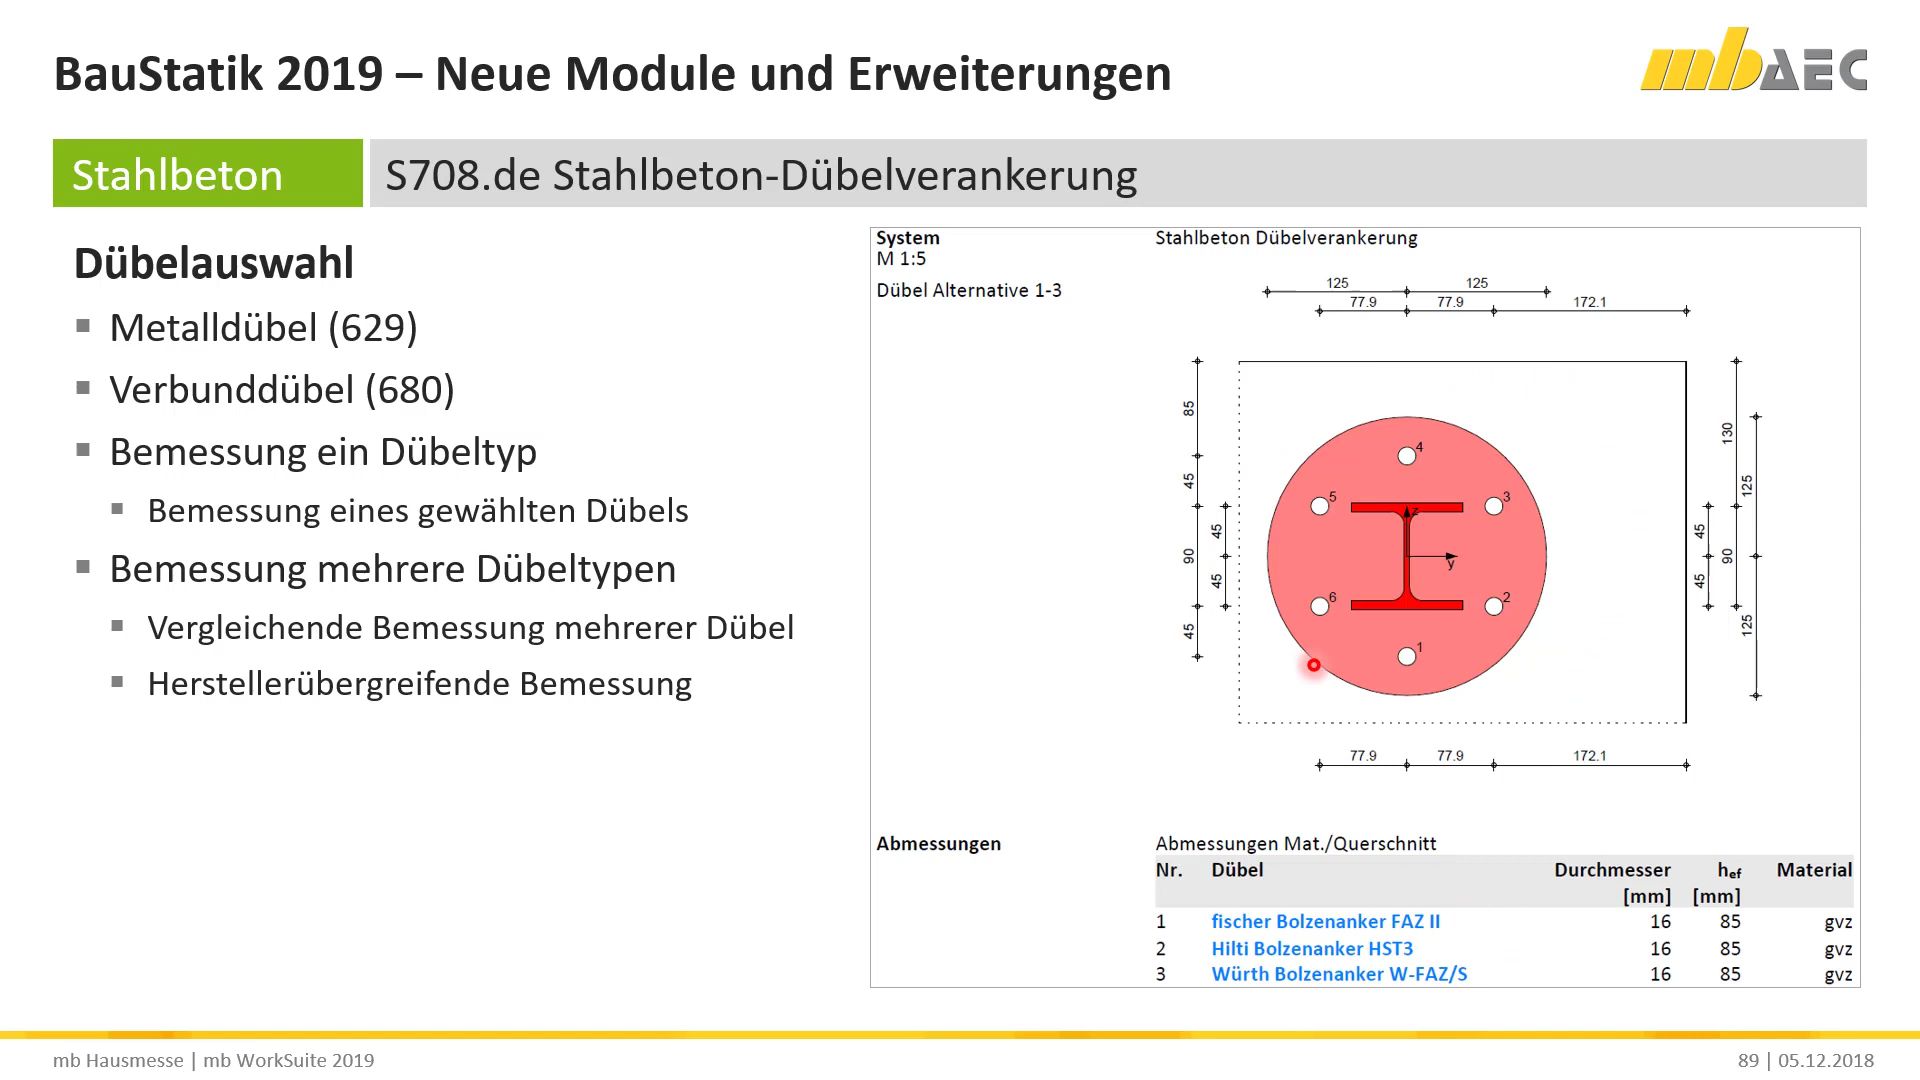 BauStatik 2019 – Neue Module und Erweiterungen
mbAEC
Stahlbeton
S708.de Stahlbeton-Dübelverankerung
Dübelauswahl
▪ Metalldübel (629)
▪ Verbunddübel (680)
▪ Bemessung ein Dübeltyp
▪ Bemessung eines gewählten Dübels
▪ Bemessung mehrere Dübeltypen
▪ Vergleichende Bemessung mehrerer Dübel
▪ Herstellerübergreifende Bemessung
System
Stahlbeton Dübelverankerung
M 1:5
Dübel Alternative 1-3
125 125
77.9 77.9 172.1
85
45
90
45
45
45
4
5
3
z
y
6
2
1
130
90
45
45
125
125
77.9 77.9 172.1
Abmessungen
Abmessungen Mat./Querschnitt
Nr. Dübel Durchmesser hef Material
[mm] [mm]
1 fischer Bolzenanker FAZ II 16 85 gvz
2 Hilti Bolzenanker HST3 16 85 gvz
3 Würth Bolzenanker W-FAZ/S 16 85 gvz
mb Hausmesse | mb WorkSuite 2019
89 | 05.12.2018